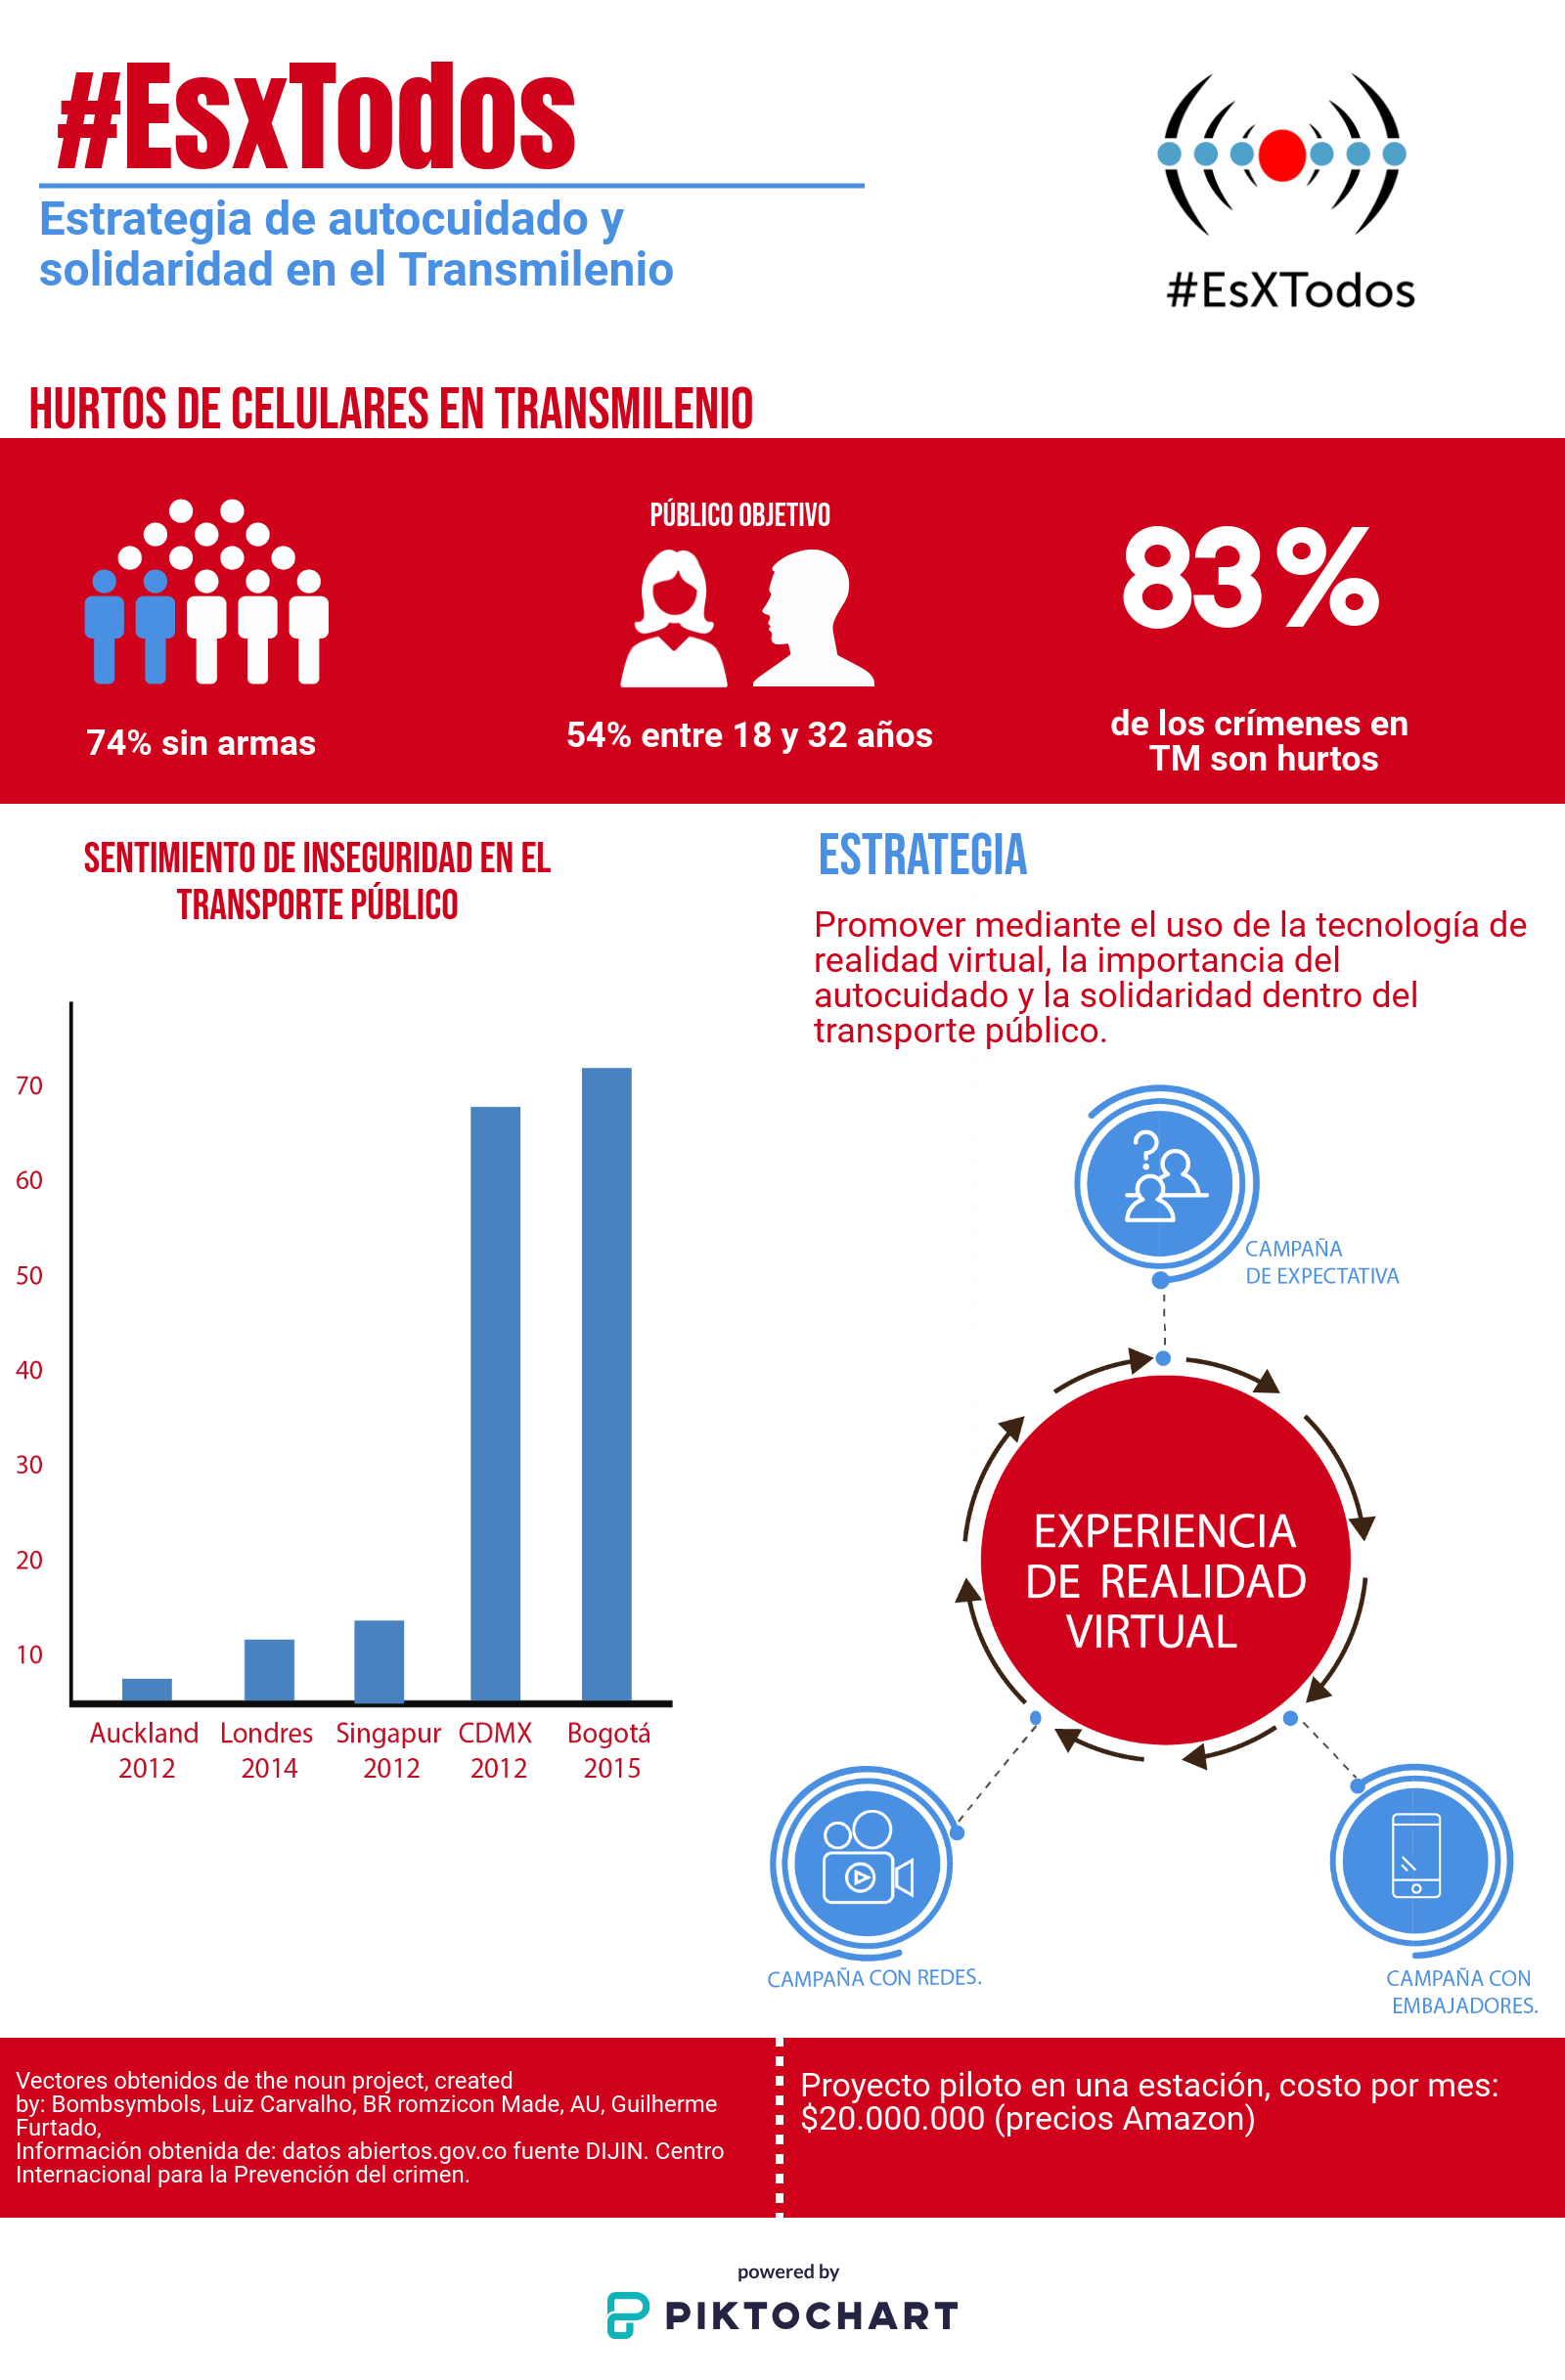 #EsxTodos
Estrategia de autocuidado y
solidaridad en el Transmilenio
#EsXTodos
HURTOS DE CELULARES EN TRANSMILENIO
74% sin armas
PÚBLICO OBJETIVO
54% entre 18 y 32 años
83%
de los crímenes en
TM son hurtos
SENTIMIENTO DE INSEGURIDAD EN EL
TRANSPORTE PÚBLICO
70
60
50
40
30
20
10
Auckland
2012
Londres
2014
Singapur
2012
CDMX
2012
Bogotá
2015
ESTRATEGIA
Promover mediante el uso de la tecnología de
realidad virtual, la importancia del
autocuidado y la solidaridad dentro del
transporte público.
?
CAMPAÑA
DE EXPECTATIVA
EXPERIENCIA
DE REALIDAD
VIRTUAL
CAMPAÑA CON REDES.
CAMPAÑA CON
EMBAJADORES.
Vectores obtenidos de the noun project, created
by: Bombsymbols, Luiz Carvalho, BR romzicon Made, AU, Guilherme
Furtado,
Información obtenida de: datos abiertos.gov.co fuente DIJIN. Centro
Internacional para la Prevención del crimen.
Proyecto piloto en una estación, costo por mes:
$20.000.000 (precios Amazon)
powered by
PIKTOCHART